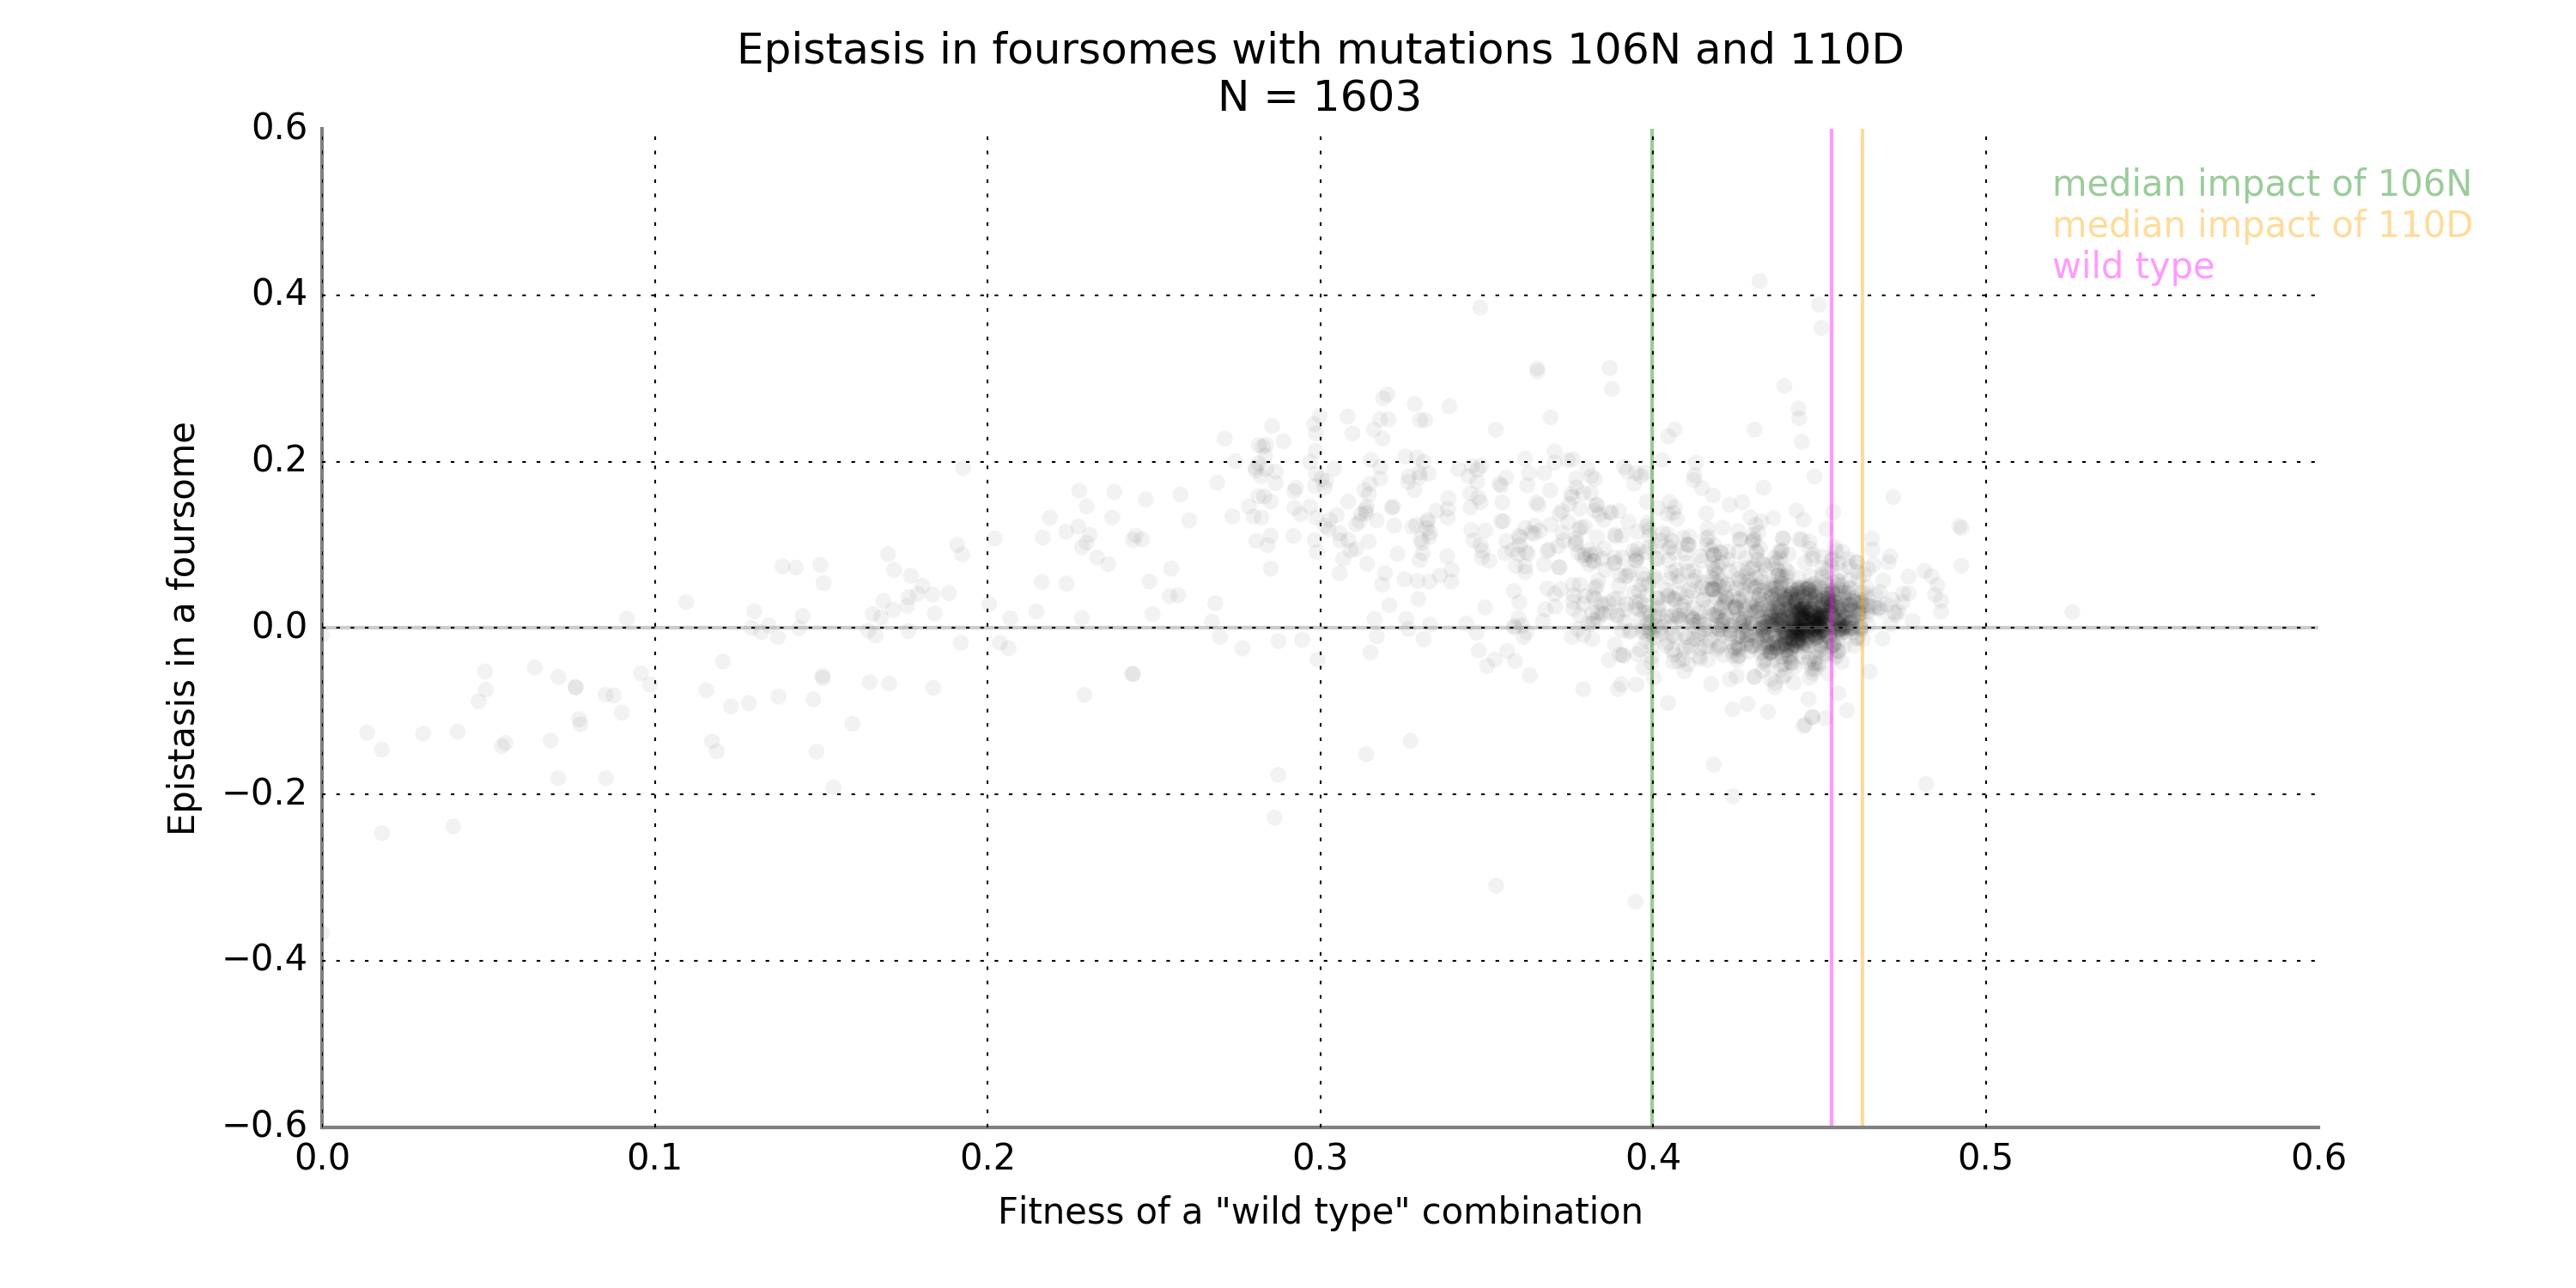 Epistasis in foursomes with mutations 106N and 110D
N = 1603
0.6
0.4
0.2
0.0
−0.2
−0.4
−0.6
Epistasis in a foursome
median impact of 106N
median impact of 110D
wild type
0.0 0.1 0.2 0.3 0.4 0.5 0.6
Fitness of a "wild type" combination